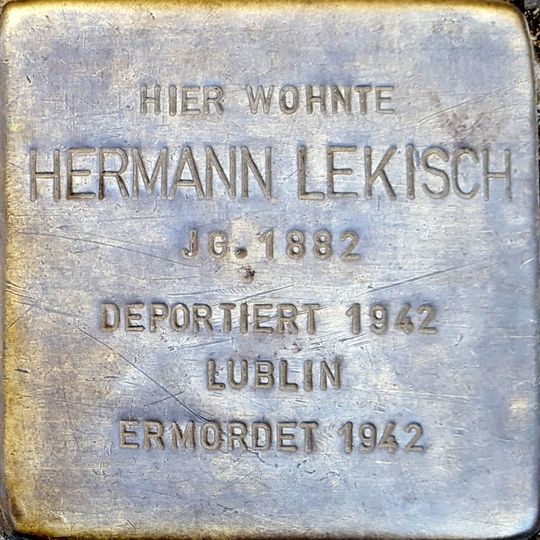 HIER WOHNTE
HERMANN LEKISCH
JG. 1882
DEPORTIERT 1942
LUBLIN
ERMORDET 1942